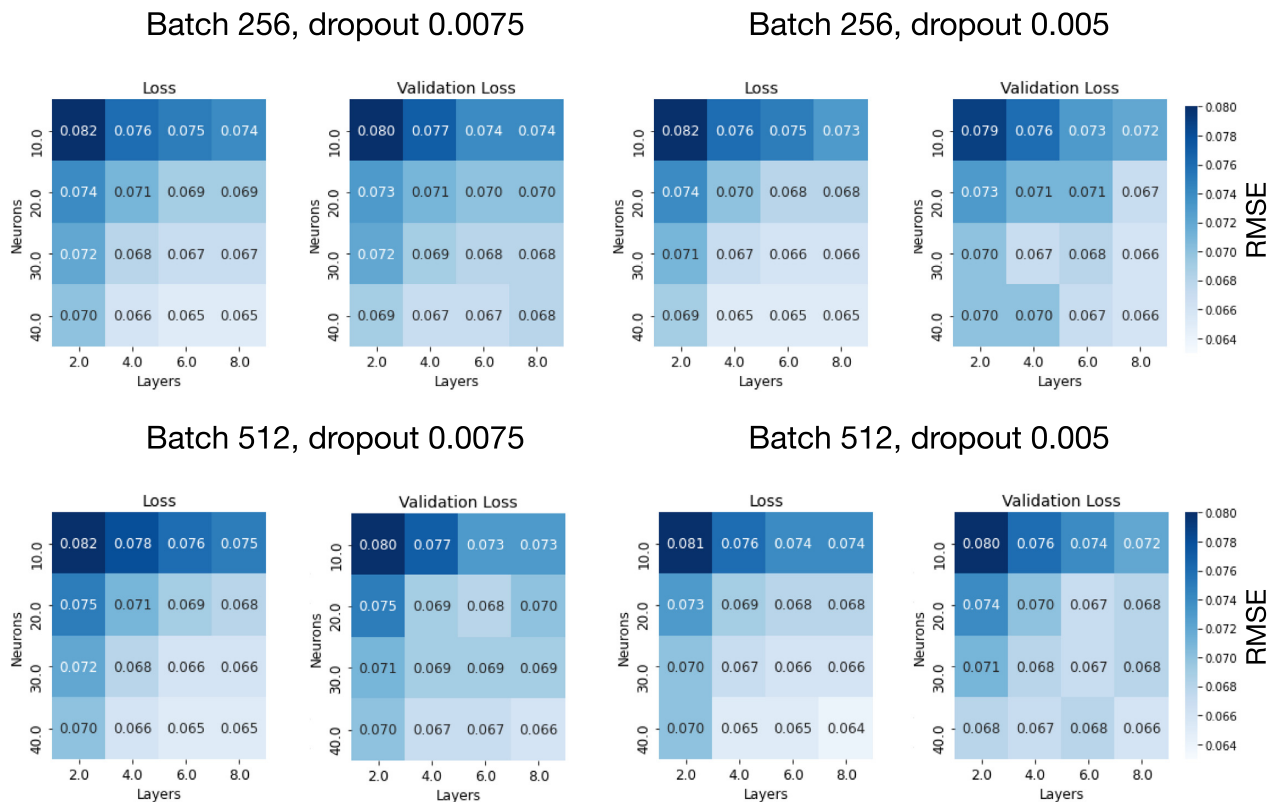 Batch 256, dropout 0.0075
Batch 256, dropout 0.005
Loss
Neurons
10.0 0.082 0.076 0.075 0.074
20.0 0.074 0.071 0.069 0.069
30.0 0.072 0.068 0.067 0.067
40.0 0.070 0.066 0.065 0.065
2.0 4.0 6.0 8.0
Layers
Validation Loss
10.0 0.080 0.077 0.074 0.074
20.0 0.073 0.071 0.070 0.070
30.0 0.072 0.069 0.068 0.068
40.0 0.069 0.067 0.067 0.068
2.0 4.0 6.0 8.0
Layers
Loss
Neurons
10.0 0.082 0.076 0.075 0.073
20.0 0.074 0.070 0.068 0.068
30.0 0.071 0.067 0.066 0.066
40.0 0.069 0.065 0.065 0.065
2.0 4.0 6.0 8.0
Layers
Validation Loss
Neurons
10.0 0.079 0.076 0.073 0.072
20.0 0.073 0.071 0.071 0.067
30.0 0.070 0.067 0.068 0.066
40.0 0.070 0.070 0.067 0.066
2.0 4.0 6.0 8.0
Layers
0.080
0.078
0.076
0.074
0.072
0.070
0.068
0.066
0.064
RMSE
Batch 512, dropout 0.0075
Batch 512, dropout 0.005
Loss
Neurons
10.0 0.082 0.078 0.076 0.075
20.0 0.075 0.071 0.069 0.068
30.0 0.072 0.068 0.066 0.066
40.0 0.070 0.066 0.065 0.065
2.0 4.0 6.0 8.0
Layers
Validation Loss
Neurons
10.0 0.080 0.077 0.073 0.073
20.0 0.075 0.069 0.068 0.070
30.0 0.071 0.069 0.069 0.069
40.0 0.070 0.067 0.067 0.066
2.0 4.0 6.0 8.0
Layers
Loss
Neurons
10.0 0.081 0.076 0.074 0.074
20.0 0.073 0.069 0.068 0.068
30.0 0.070 0.067 0.066 0.066
40.0 0.070 0.065 0.065 0.064
2.0 4.0 6.0 8.0
Layers
Validation Loss
Neurons
10.0 0.080 0.076 0.074 0.072
20.0 0.074 0.070 0.067 0.068
30.0 0.071 0.068 0.067 0.068
40.0 0.068 0.067 0.068 0.066
2.0 4.0 6.0 8.0
Layers
0.080
0.078
0.076
0.074
0.072
0.070
0.068
0.066
0.064
RMSE